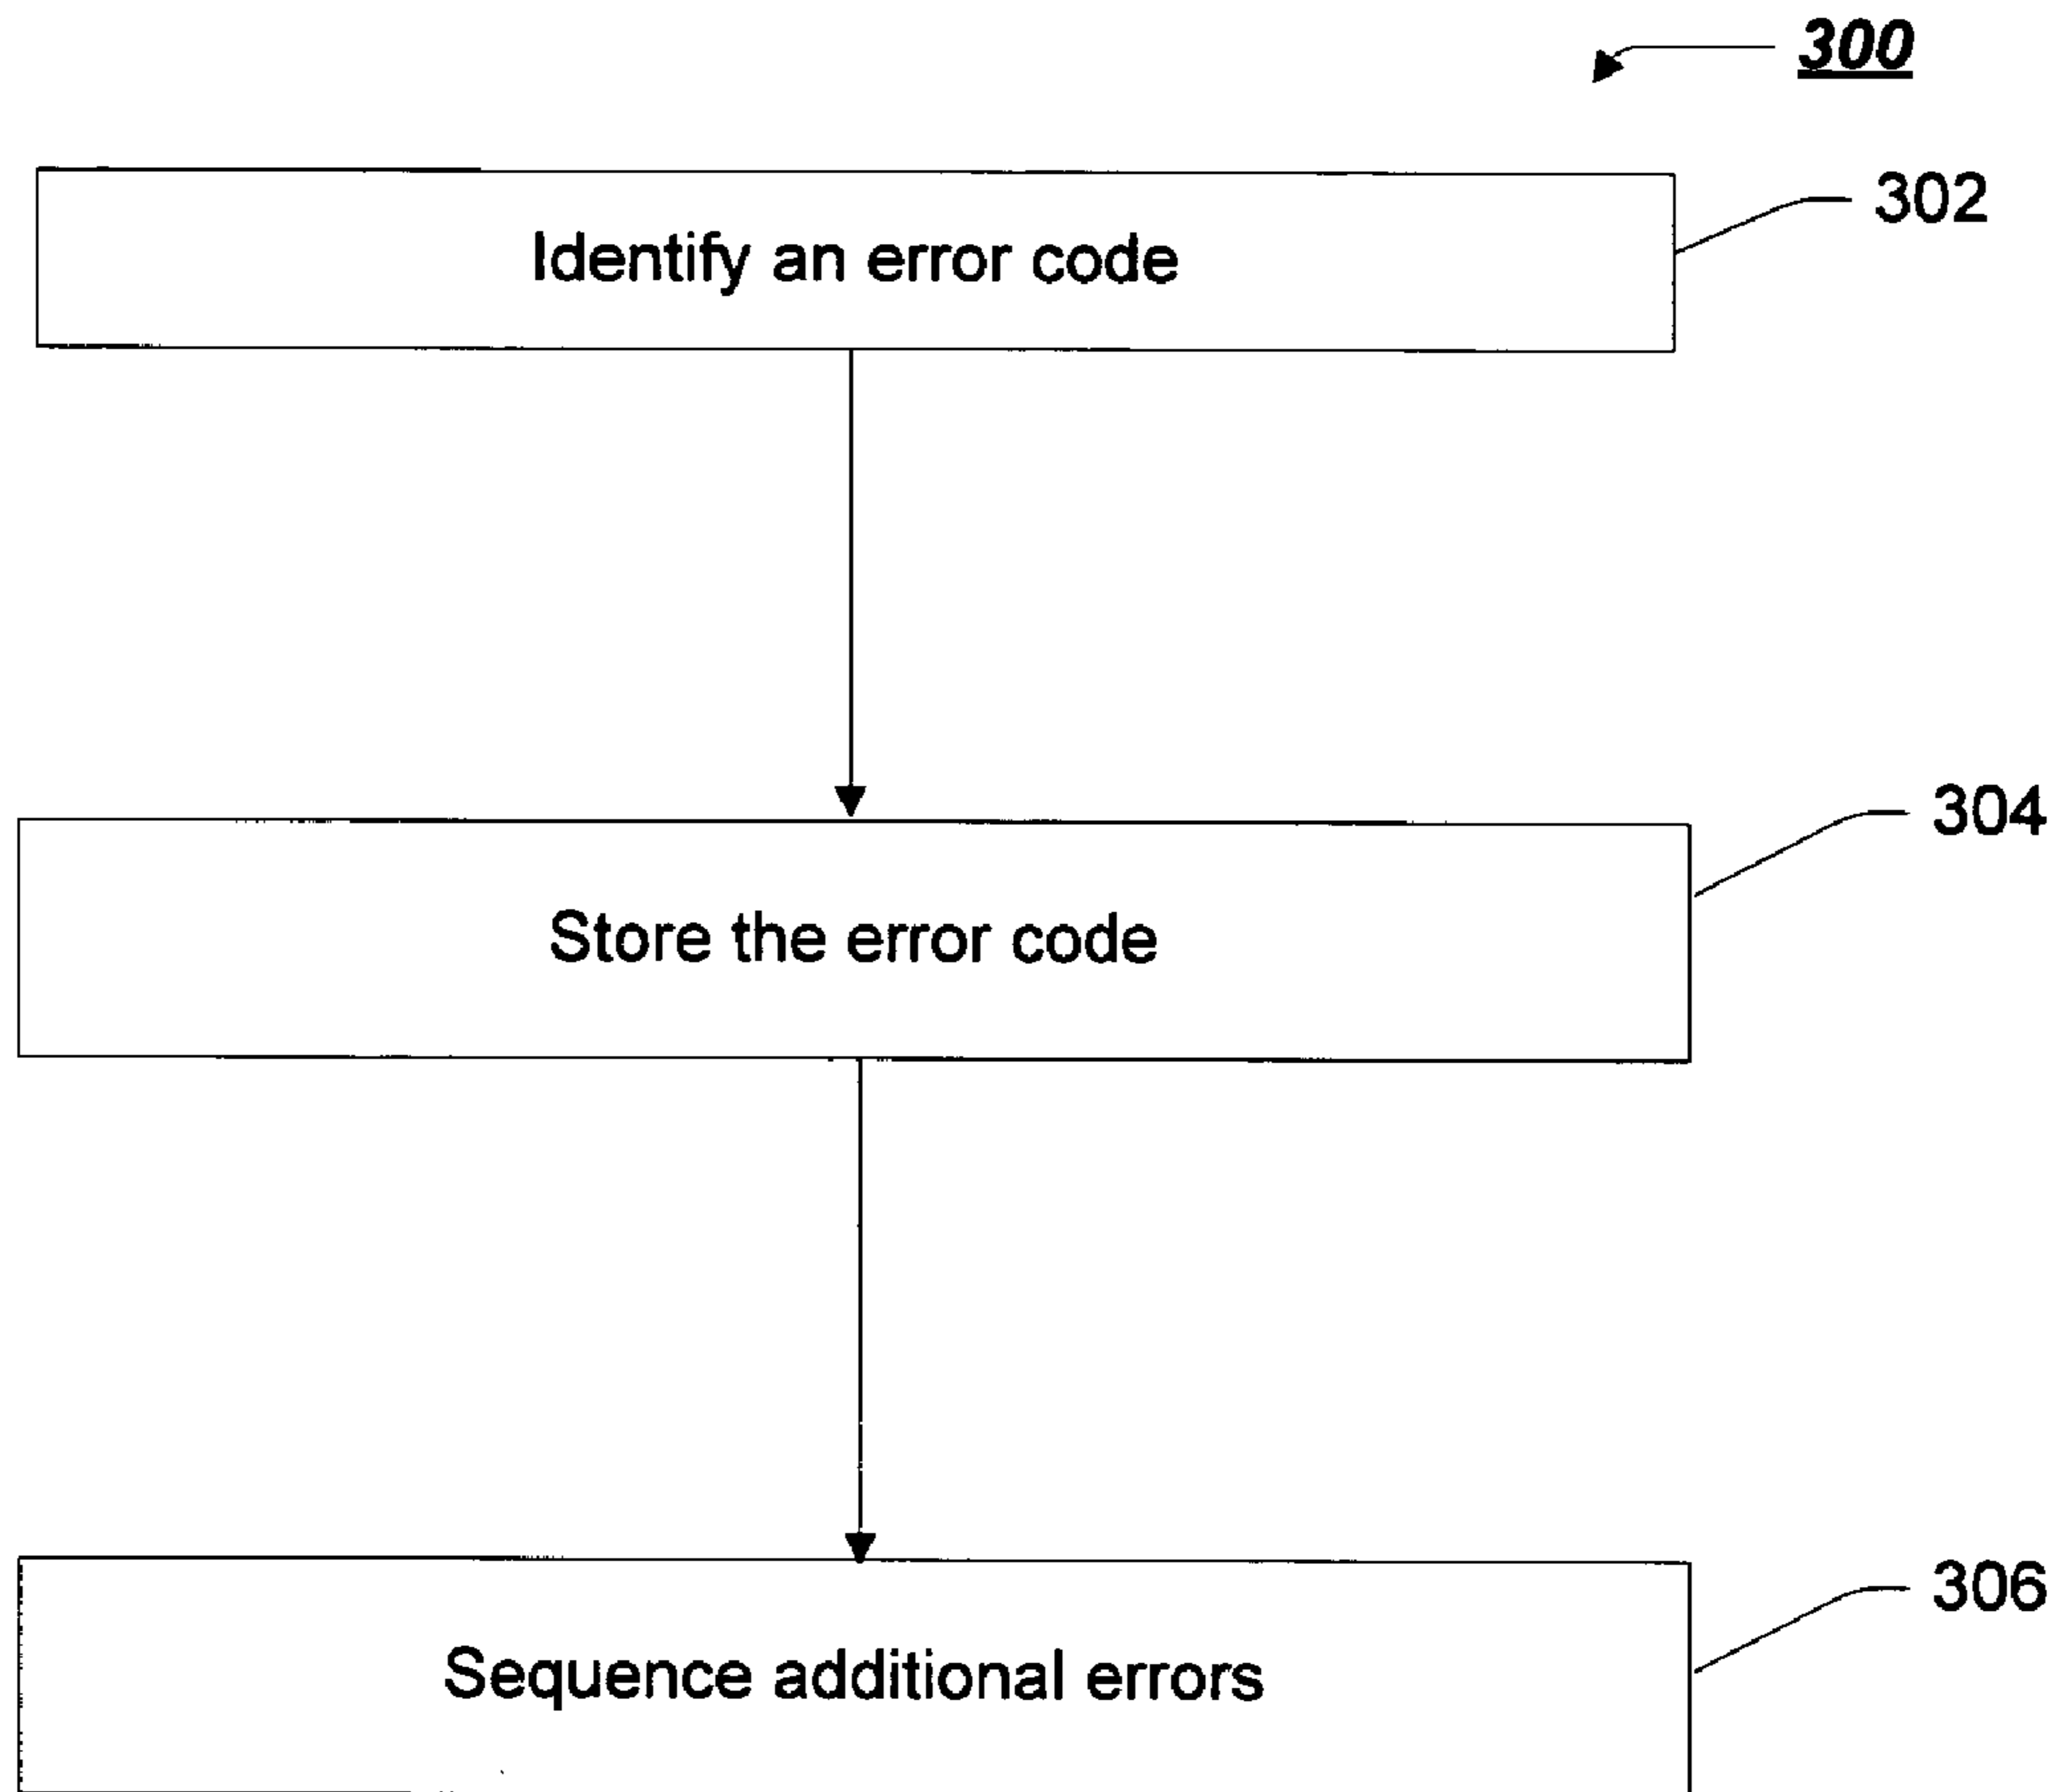 300
302
Identify an error code
304
Store the error code
306
Sequence additional errors